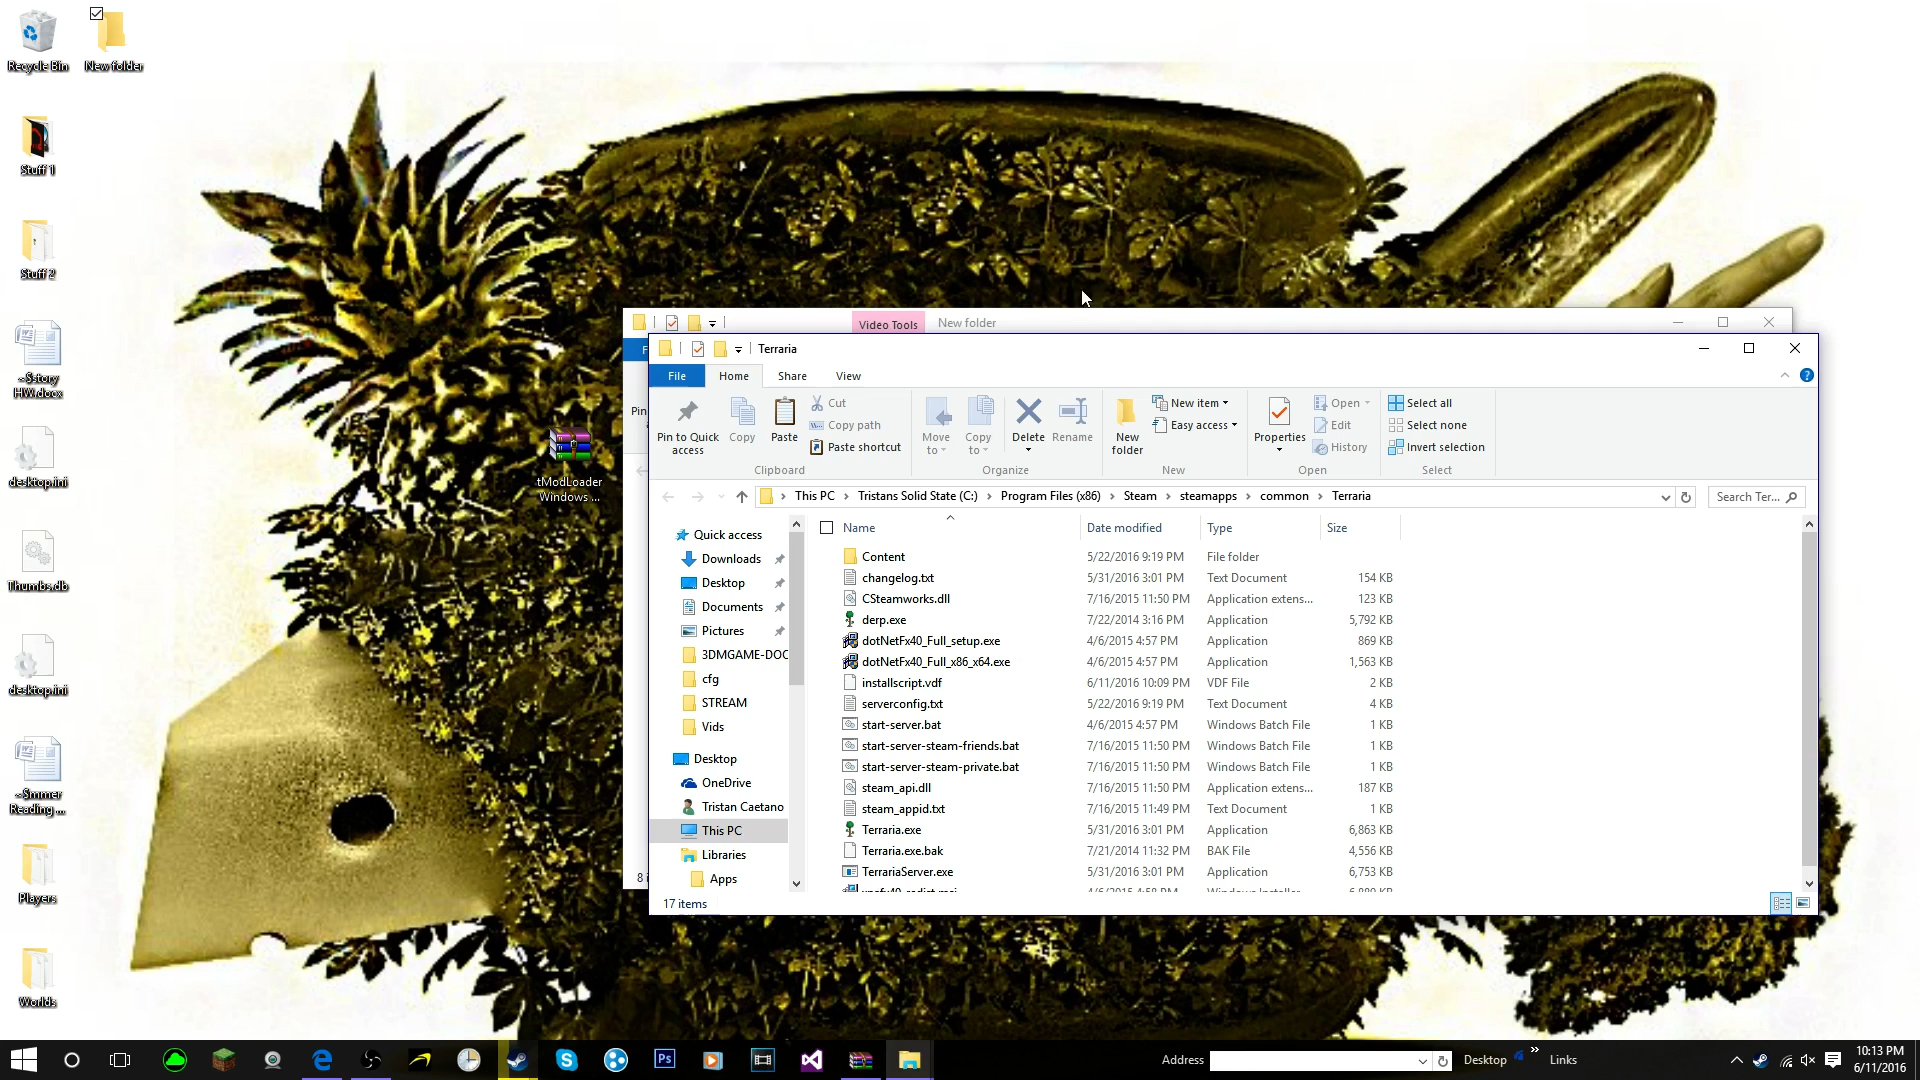 Recycle Bin
New folder
Stuff 1
Stuff 2
~$story
HW.docx
desktop.ini
Thumbs.db
desktop.ini
~$mmer
Reading ...
Players
Worlds
tModLoader
Windows ...
Video Tools
New folder
F
Pin
8 i
Terraria
File
Home
Share
View
Pin to Quick
access
Copy
Paste
Cut
Copy path
Paste shortcut
Clipboard
Move
to
Copy
to
Delete
Rename
Organize
New
folder
New item
Easy access
New
Properties
Open
Edit
History
Open
Select all
Select none
Invert selection
Select
This PC > Tristans Solid State (C:) > Program Files (x86) > Steam > steamapps > common > Terraria
Search Ter...
Quick access
Downloads
Desktop
Documents
Pictures
3DMGAME-DOC
cfg
STREAM
Vids
Desktop
OneDrive
Tristan Caetano
This PC
Libraries
Apps
Name Date modified Type Size
Content 5/22/2016 9:19 PM File folder
changelog.txt 5/31/2016 3:01 PM Text Document 154 KB
CSteamworks.dll 7/16/2015 11:50 PM Application extens... 123 KB
derp.exe 7/22/2014 3:16 PM Application 5,792 KB
dotNetFx40_Full_setup.exe 4/6/2015 4:57 PM Application 869 KB
dotNetFx40_Full_x86_x64.exe 4/6/2015 4:57 PM Application 1,563 KB
installscript.vdf 6/11/2016 10:09 PM VDF File 2 KB
serverconfig.txt 5/22/2016 9:19 PM Text Document 4 KB
start-server.bat 4/6/2015 4:57 PM Windows Batch File 1 KB
start-server-steam-friends.bat 7/16/2015 11:50 PM Windows Batch File 1 KB
start-server-steam-private.bat 7/16/2015 11:50 PM Windows Batch File 1 KB
steam_api.dll 7/16/2015 11:50 PM Application extens... 187 KB
steam_appid.txt 7/16/2015 11:49 PM Text Document 1 KB
Terraria.exe 5/31/2016 3:01 PM Application 6,863 KB
Terraria.exe.bak 7/21/2014 11:32 PM BAK File 4,556 KB
TerrariaServer.exe 5/31/2016 3:01 PM Application 6,753 KB
17 items
Ps
Address
Desktop
Links
10:13 PM
6/11/2016